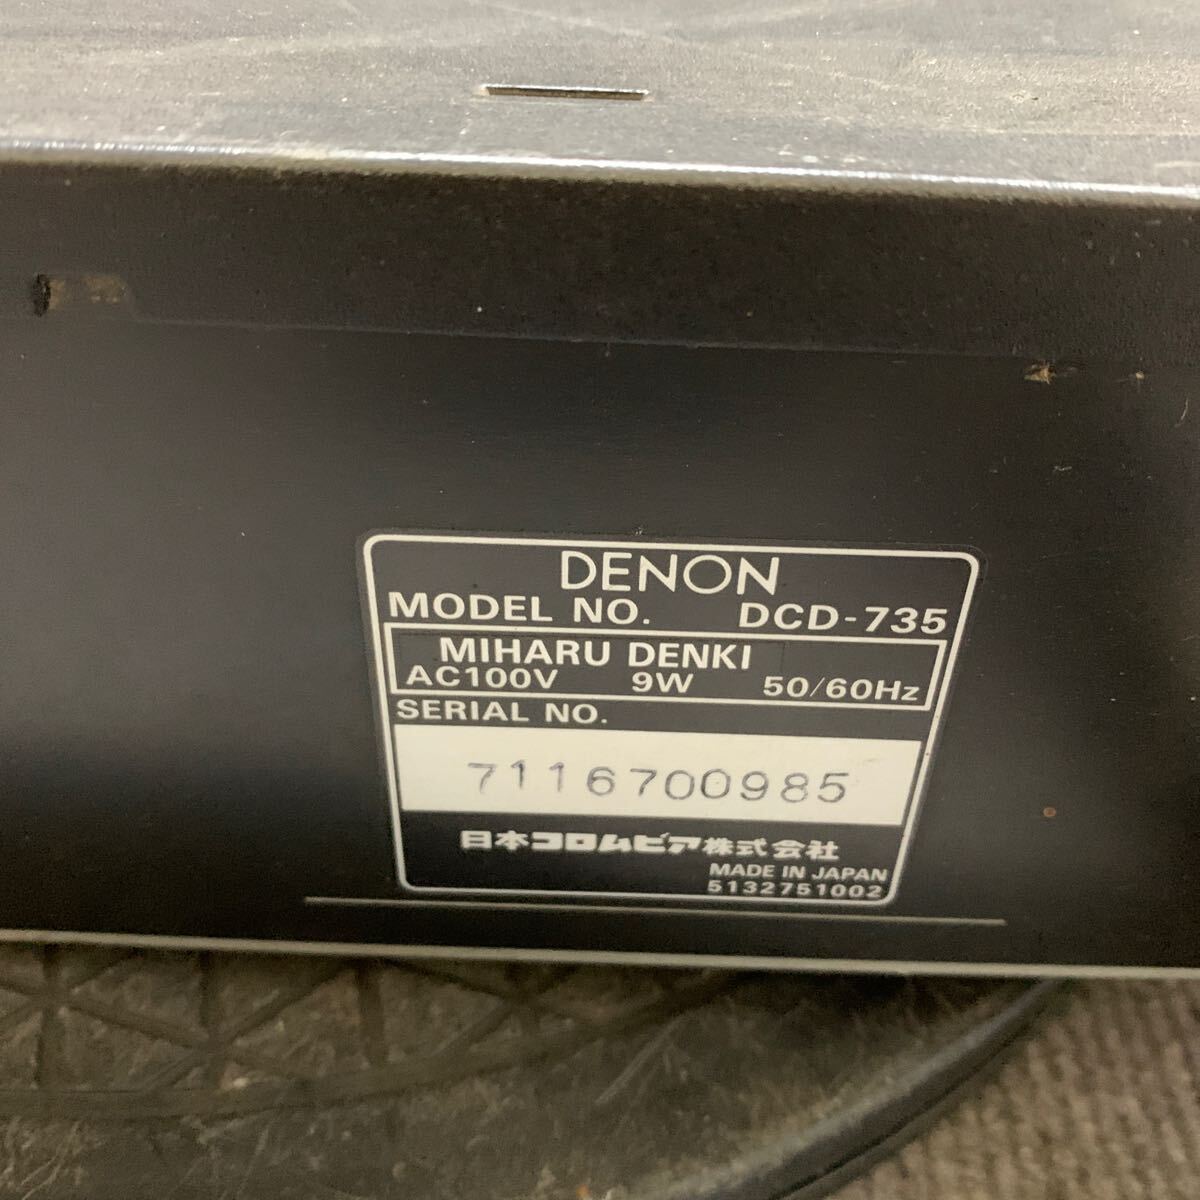 DENON
MODEL NO. DCD-735
MIHARU DENKI
AC100V 9W 50/60Hz
SERIAL NO.
7116700985
日本コロムビア株式会社
MADE IN JAPAN
5132751002